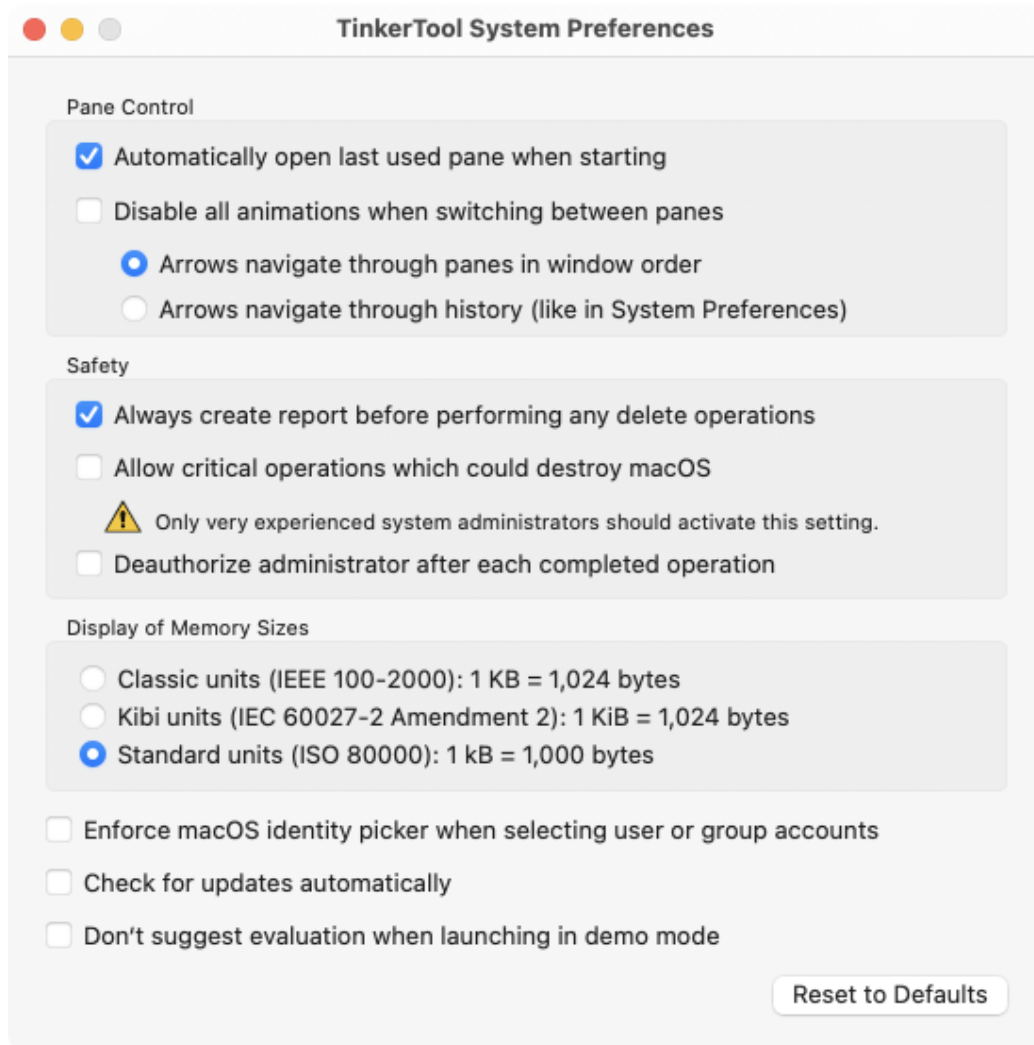 TinkerTool System Preferences
Pane Control
Automatically open last used pane when starting
Disable all animations when switching between panes
Arrows navigate through panes in window order
Arrows navigate through history (like in System Preferences)
Safety
Always create report before performing any delete operations
Allow critical operations which could destroy macOS
Only very experienced system administrators should activate this setting.
Deauthorize administrator after each completed operation
Display of Memory Sizes
Classic units (IEEE 100-2000): 1 KB = 1,024 bytes
Kibi units (IEC 60027-2 Amendment 2): 1 KiB = 1,024 bytes
Standard units (ISO 80000): 1 kB = 1,000 bytes
Enforce macOS identity picker when selecting user or group accounts
Check for updates automatically
Don’t suggest evaluation when launching in demo mode
Reset to Defaults